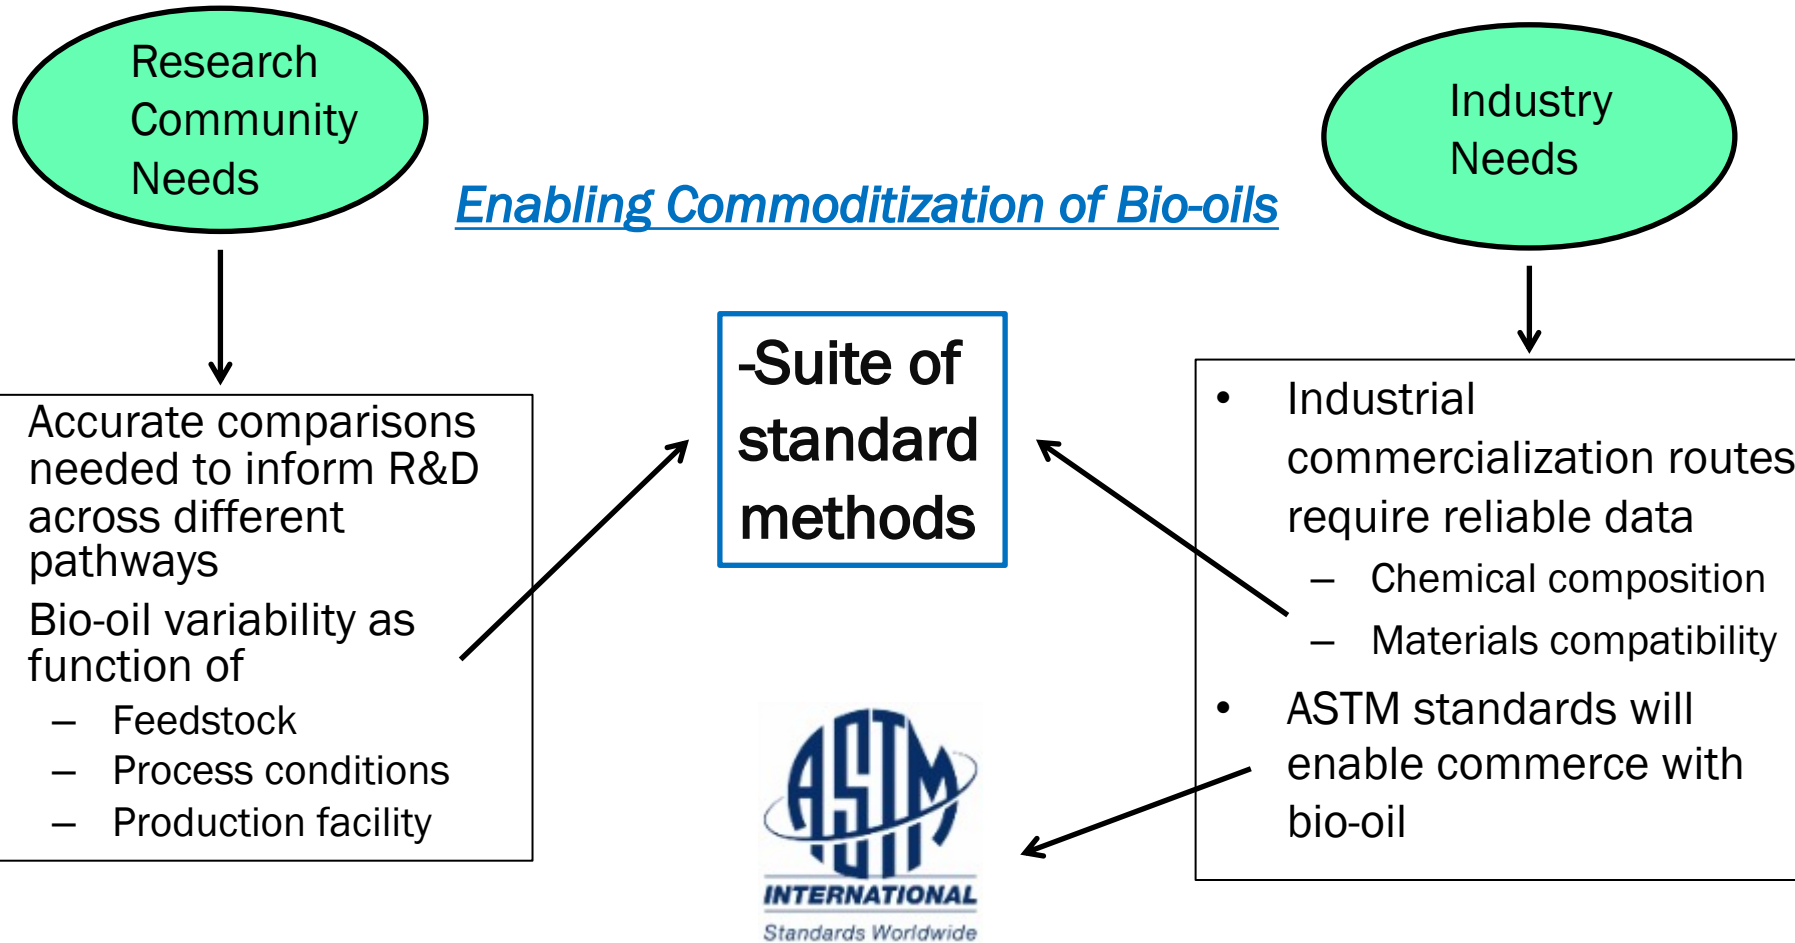 Research
Community
Needs
Industry
Needs
Enabling Commoditization of Bio-oils
Accurate comparisons
needed to inform R&D
across different
pathways
Bio-oil variability as
function of
– Feedstock
– Process conditions
– Production facility
-Suite of
standard
methods
• Industrial
commercialization routes
require reliable data
– Chemical composition
– Materials compatibility
• ASTM standards will
enable commerce with
bio-oil
ASTM
INTERNATIONAL
Standards Worldwide